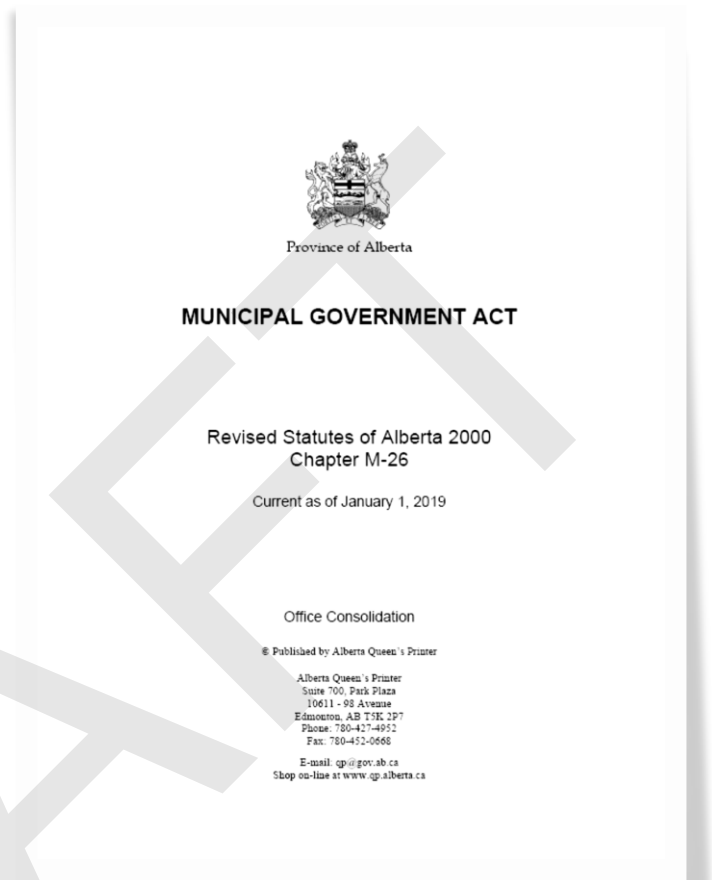 Province of Alberta
MUNICIPAL GOVERNMENT ACT
Revised Statutes of Alberta 2000
Chapter M-26
Current as of January 1, 2019
Office Consolidation
© Published by Alberta Queen's Printer
Alberta Queen's Printer
Suite 700, Park Plaza
10611 - 98 Avenue
Edmonton, AB T5K 2P7
Phone: 780-427-4952
Fax: 780-452-0668
E-mail: qp@gov.ab.ca
Shop on-line at www.qp.alberta.ca